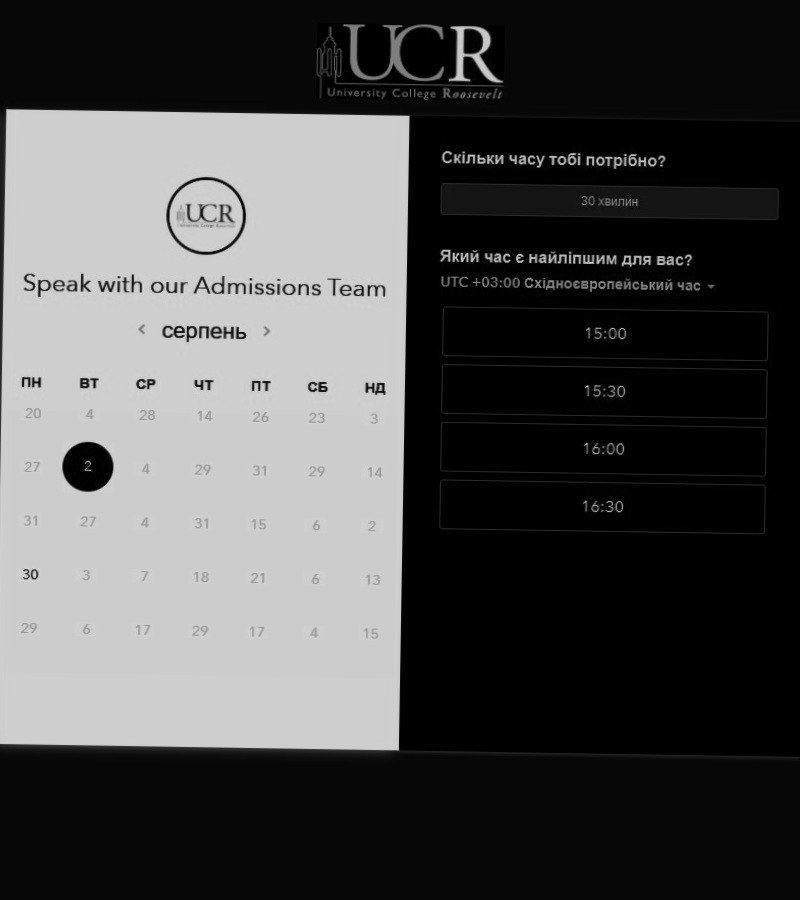 UCR
University College Roosevelt
UCR
University College Roosevelt
Speak with our Admissions Team
серпень
ПН ВТ СР ЧТ ПТ СБ НД
20 4 28 14 26 23 3
27 2 4 29 31 29 14
31 27 4 31 15 6 2
30 3 7 18 21 6 13
29 6 17 29 17 4 15
Скільки часу тобі потрібно?
30 хвилин
Який час є найліпшим для вас?
UTC +03:00 Східноєвропейський час
15:00
15:30
16:00
16:30